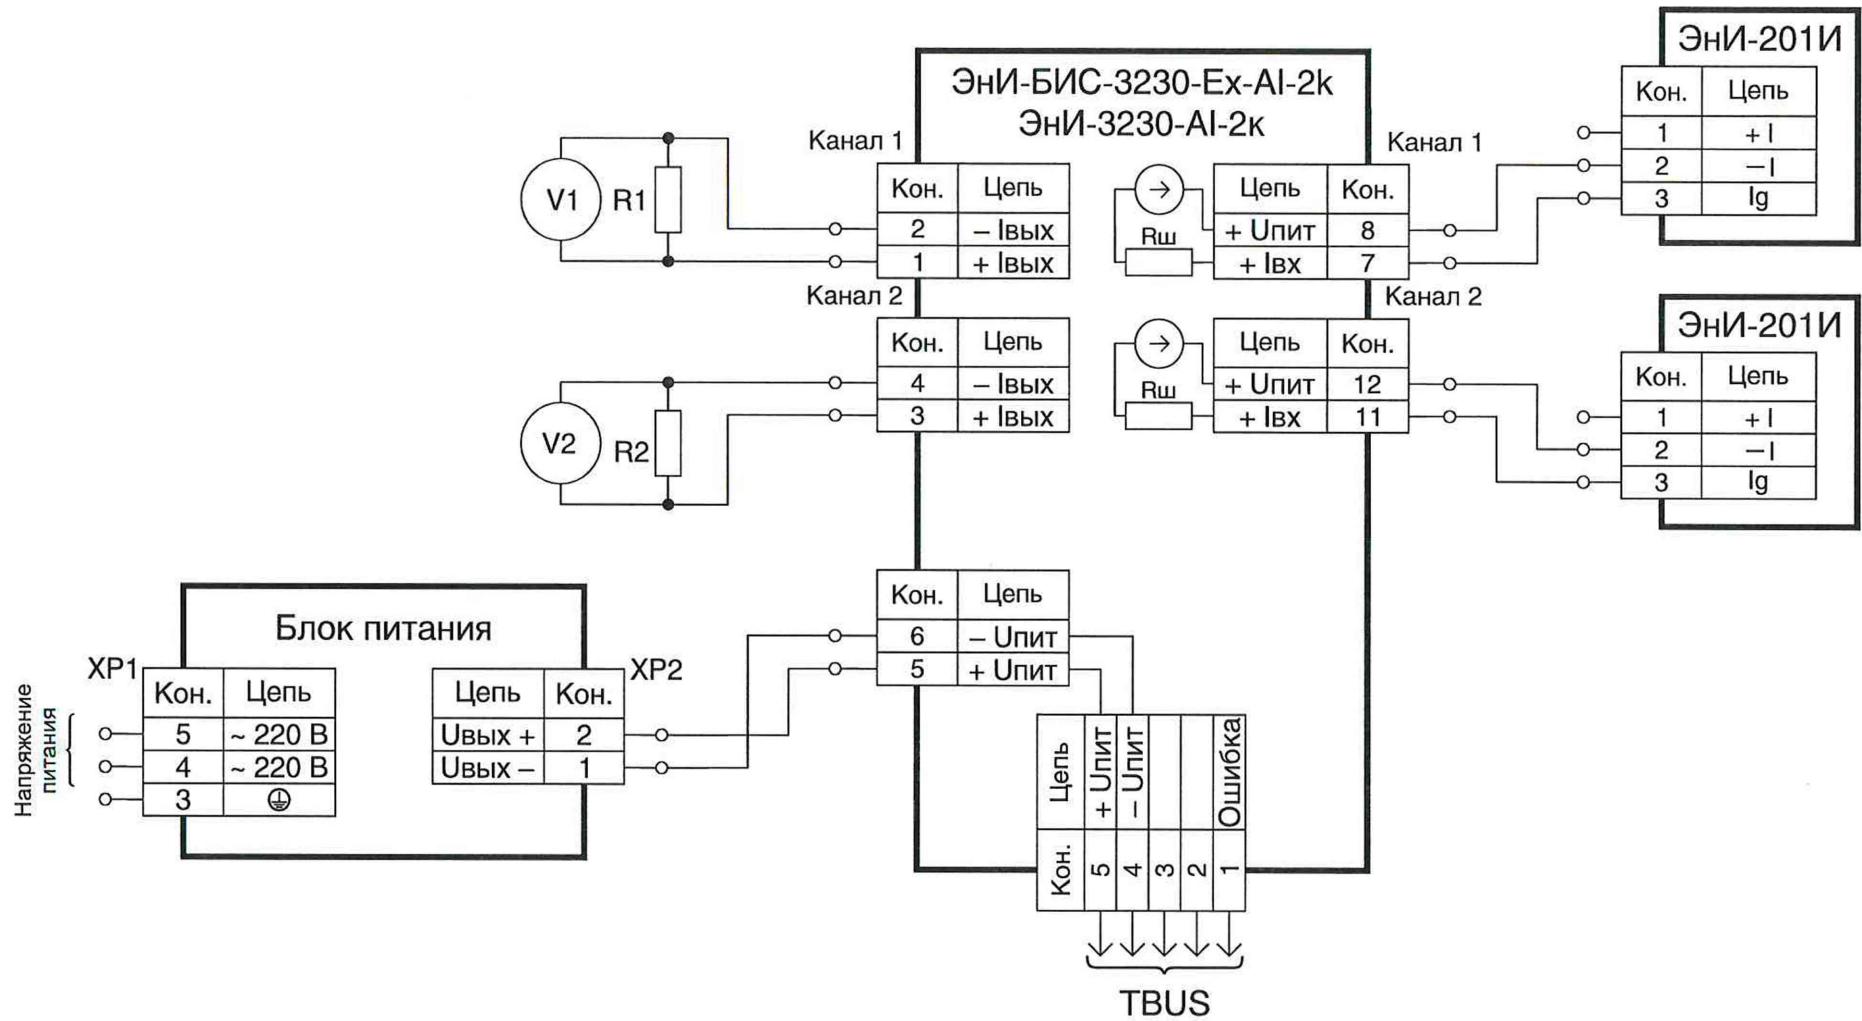 ЭнИ-201И
Кон. Цепь
1 + I
2 – I
3 Ig
ЭнИ-БИС-3230-Ex-AI-2k
ЭнИ-3230-AI-2к
Канал 1
Кон. Цепь
2 – Iвых
1 + Iвых
V1 R1
Канал 1
Цепь Кон.
+ Uпит 8
+ Iвх 7
Rш
Канал 2
Кон. Цепь
4 – Iвых
3 + Iвых
V2 R2
Канал 2
Цепь Кон.
+ Uпит 12
+ Iвх 11
Rш
ЭнИ-201И
Кон. Цепь
1 + I
2 – I
3 Ig
Кон. Цепь
6 – Uпит
5 + Uпит
Блок питания
XP1
Кон. Цепь
5 ~ 220 В
4 ~ 220 В
3
Напряжение
питания
XP2
Цепь Кон.
Uвых + 2
Uвых – 1
Цепь + Uпит – Uпит Ошибка
Кон. 5 4 3 2 1
TBUS